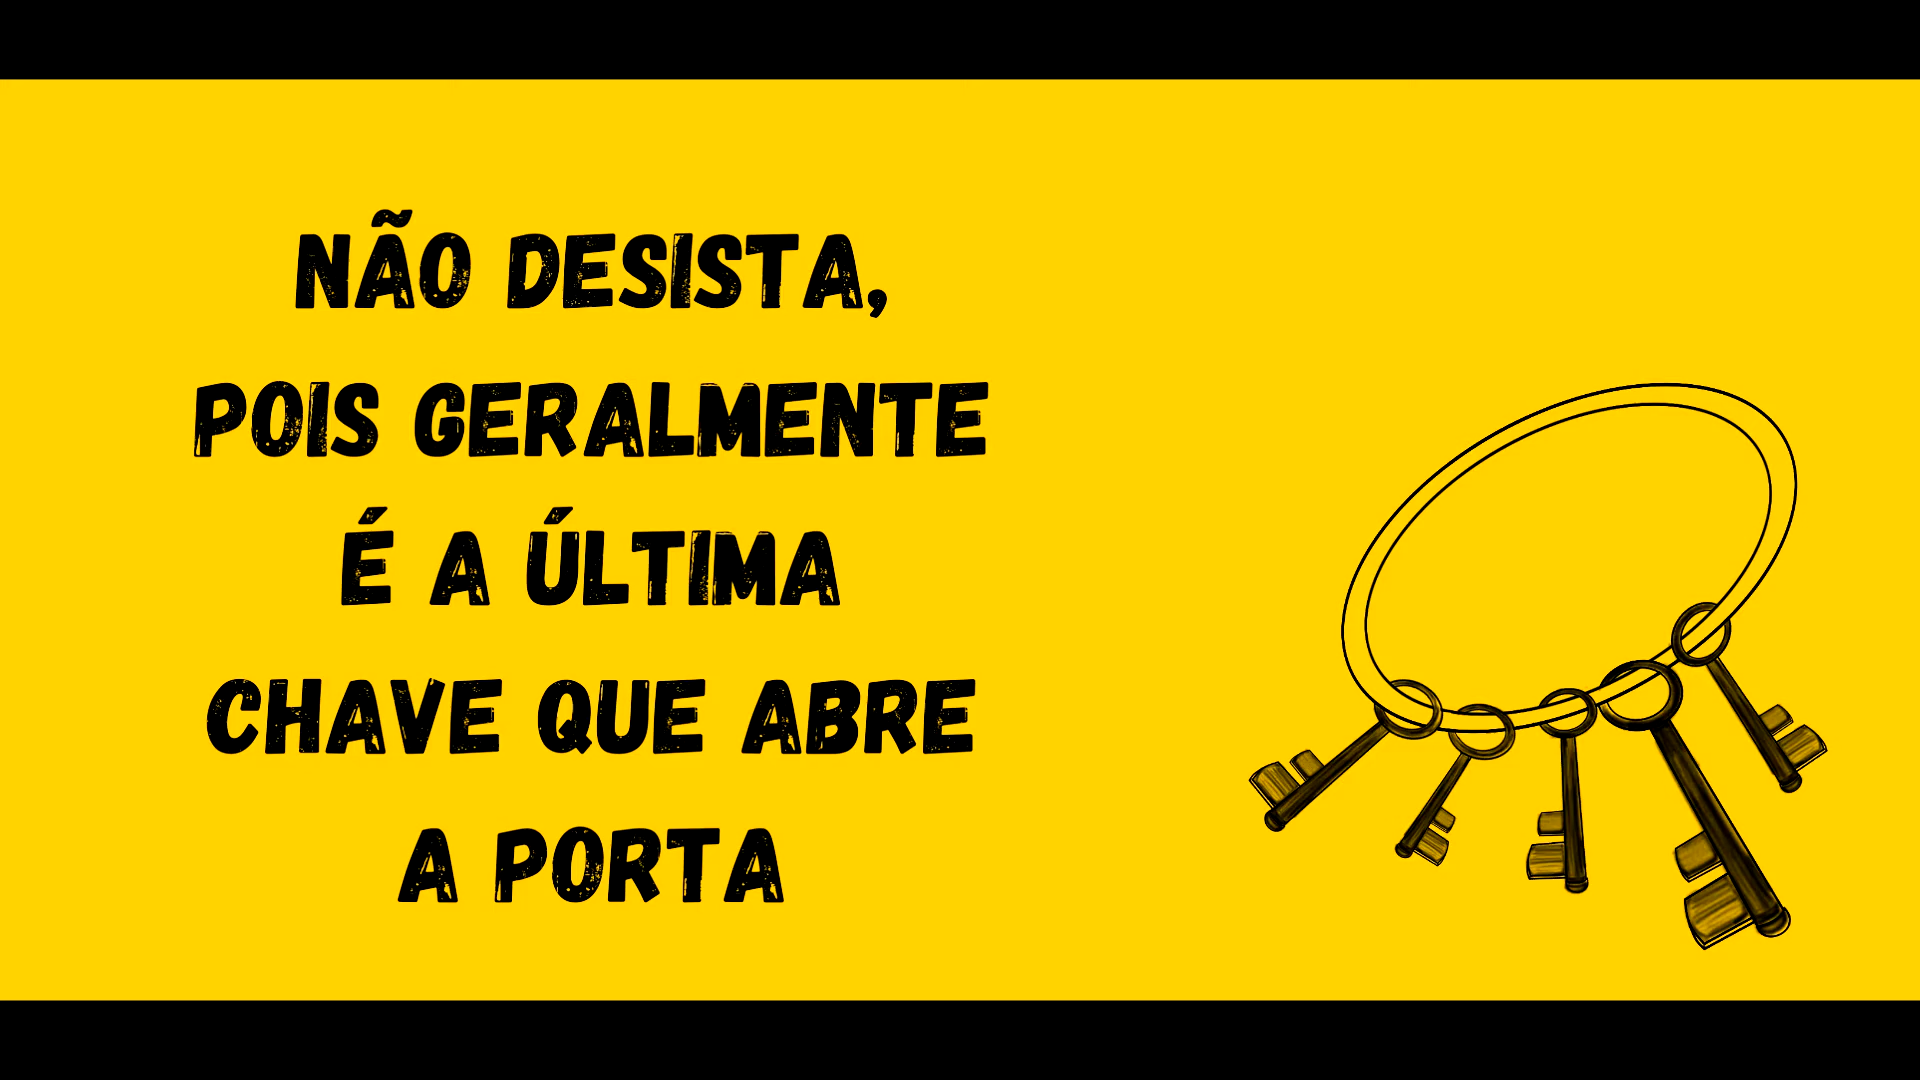 NÃO DESISTA,
POIS GERALMENTE
É A ÚLTIMA
CHAVE QUE ABRE
A PORTA